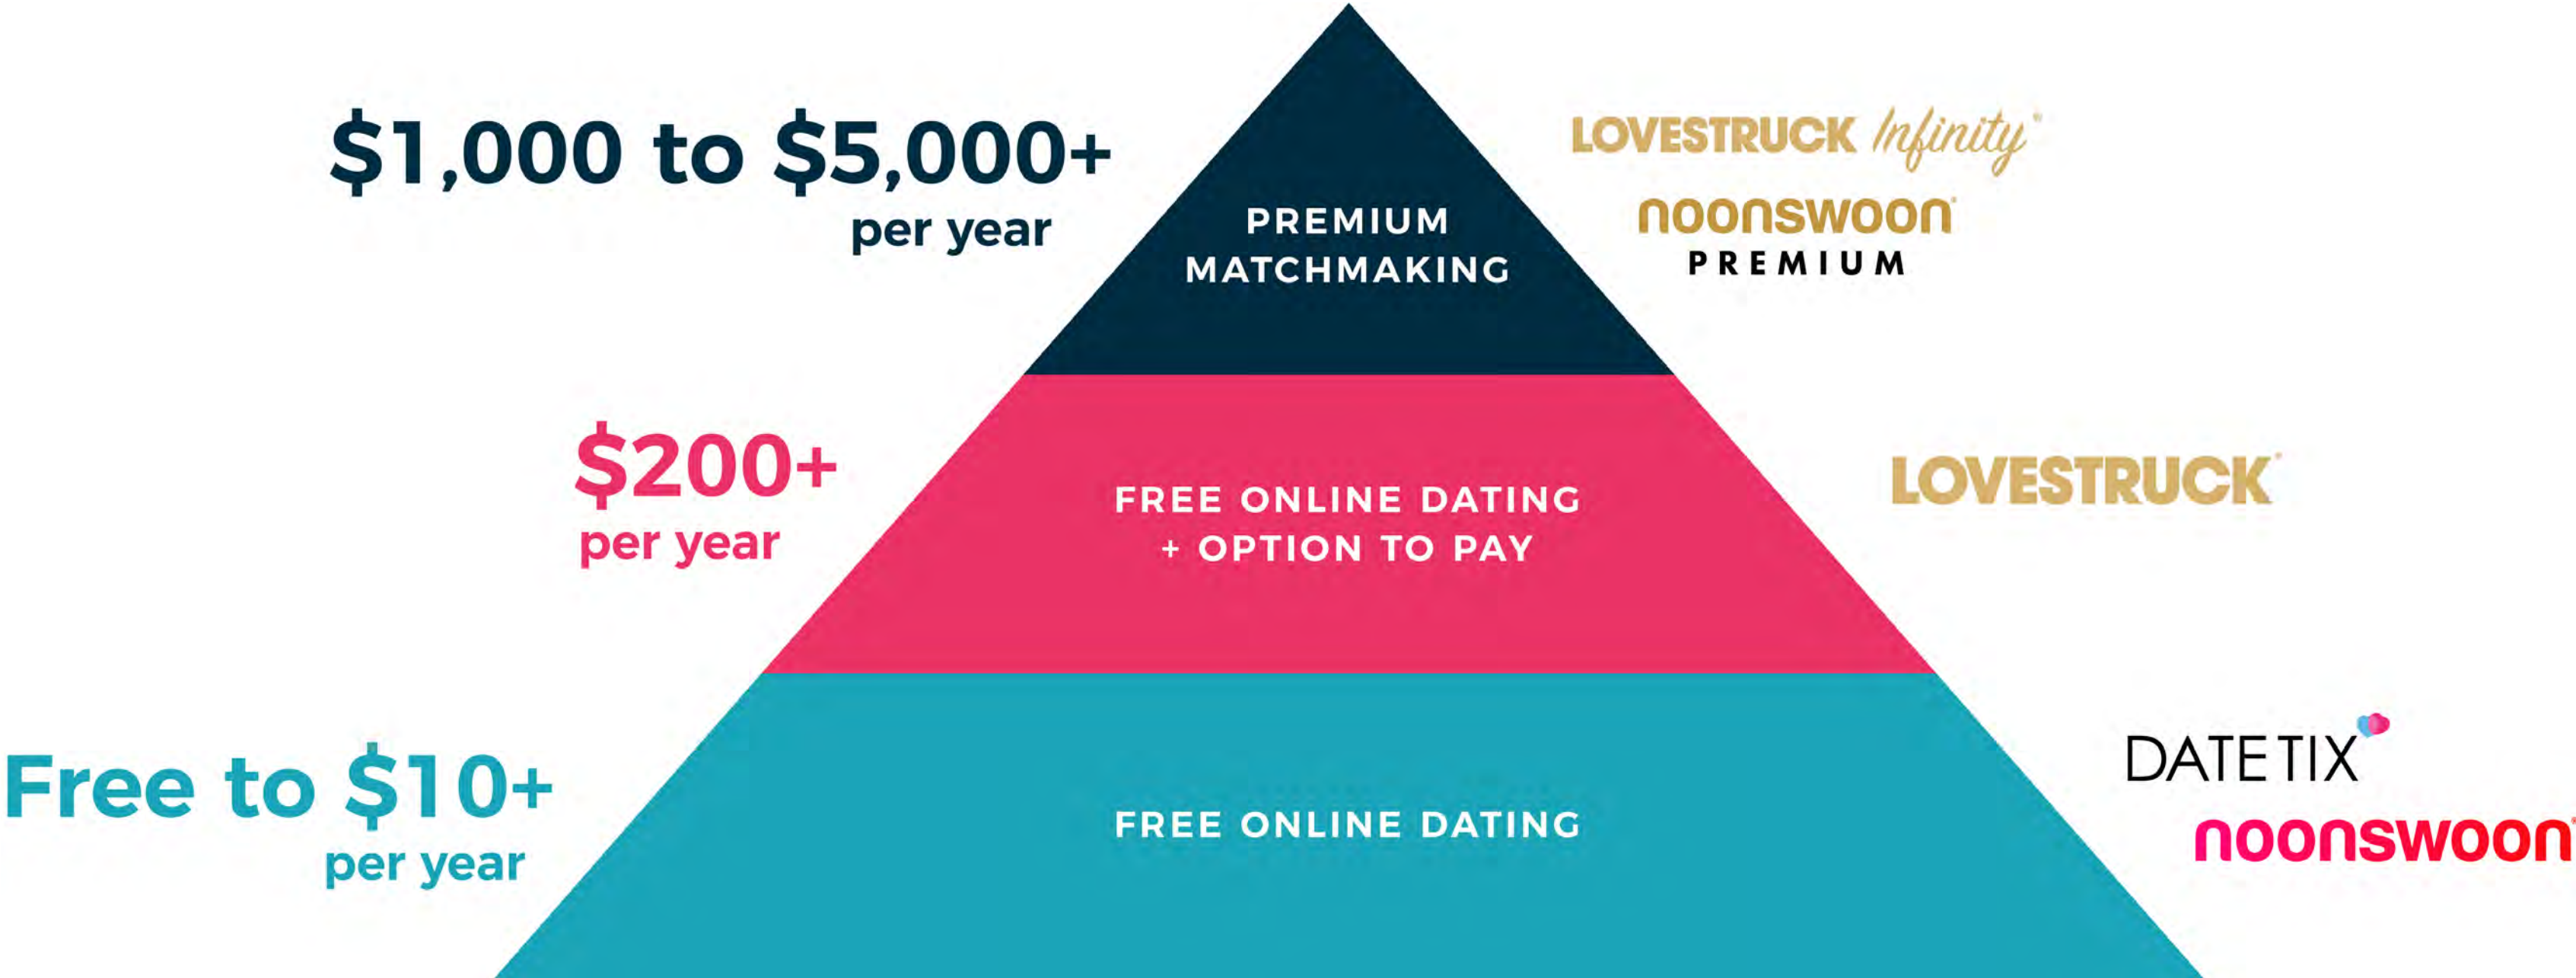 $1,000 to $5,000+
per year
PREMIUM
MATCHMAKING
LOVESTRUCK Infinity
noonswoon
PREMIUM
$200+
per year
FREE ONLINE DATING
+ OPTION TO PAY
LOVESTRUCK
Free to $10+
per year
FREE ONLINE DATING
DATETIX
noonswoon